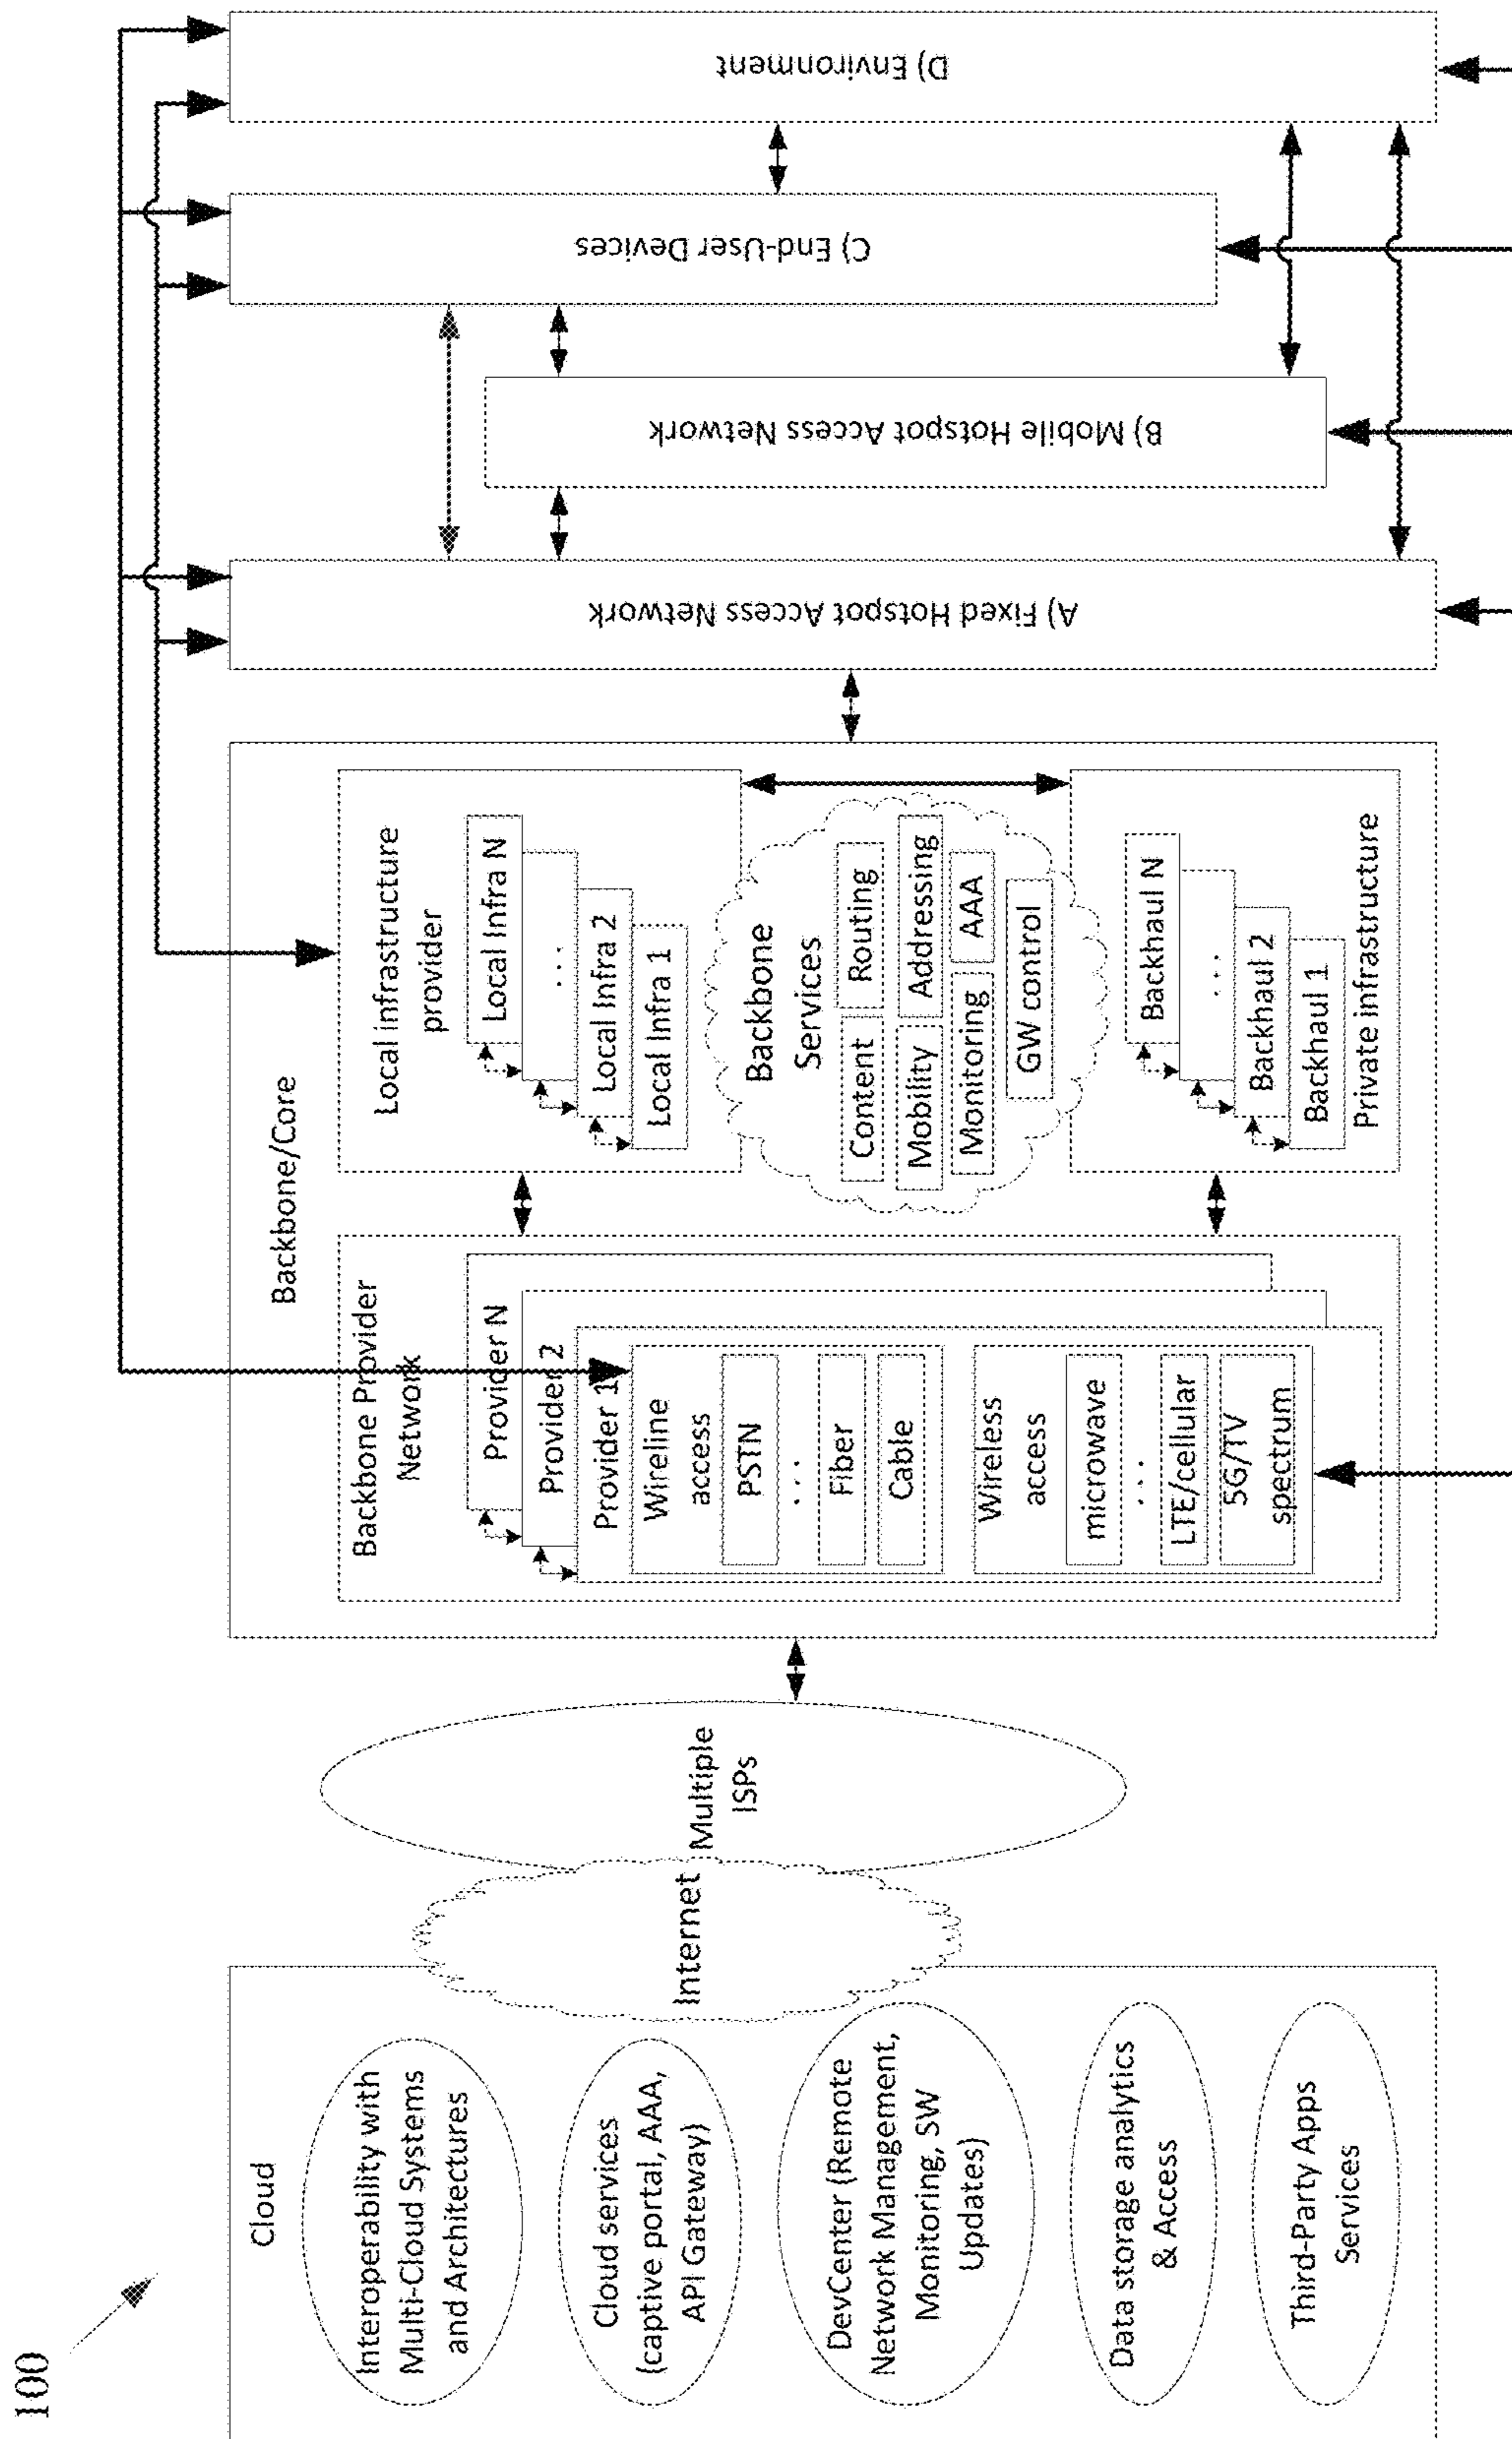 100
Cloud
Interoperability with
Multi-Cloud Systems
and Architectures
Cloud services
(captive portal, AAA,
API Gateway)
DevCenter (Remote
Network Management,
Monitoring, SW
Updates)
Data storage analytics
& Access
Third-Party Apps
Services
Internet
Multiple
ISPs
Backbone/Core
Backbone Provider
Network
Provider N
Provider 2
Provider 1
Wireline
access
PSTN
...
Fiber
Cable
Wireless
access
microwave
...
LTE/cellular
5G/TV
spectrum
Local infrastructure
provider
Local Infra N
...
Local Infra 2
Local Infra 1
Backbone
Services
Content
Routing
Mobility
Addressing
Monitoring
AAA
GW control
Backhaul N
...
Backhaul 2
Backhaul 1
Private infrastructure
A) Fixed Hotspot Access Network
B) Mobile Hotspot Access Network
C) End-User Devices
D) Environment